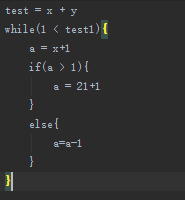 test = x + y
while(1 < test1){
    a = x+1
    if(a > 1){
        a = 21+1
    }
    else{
        a=a-1
    }
}